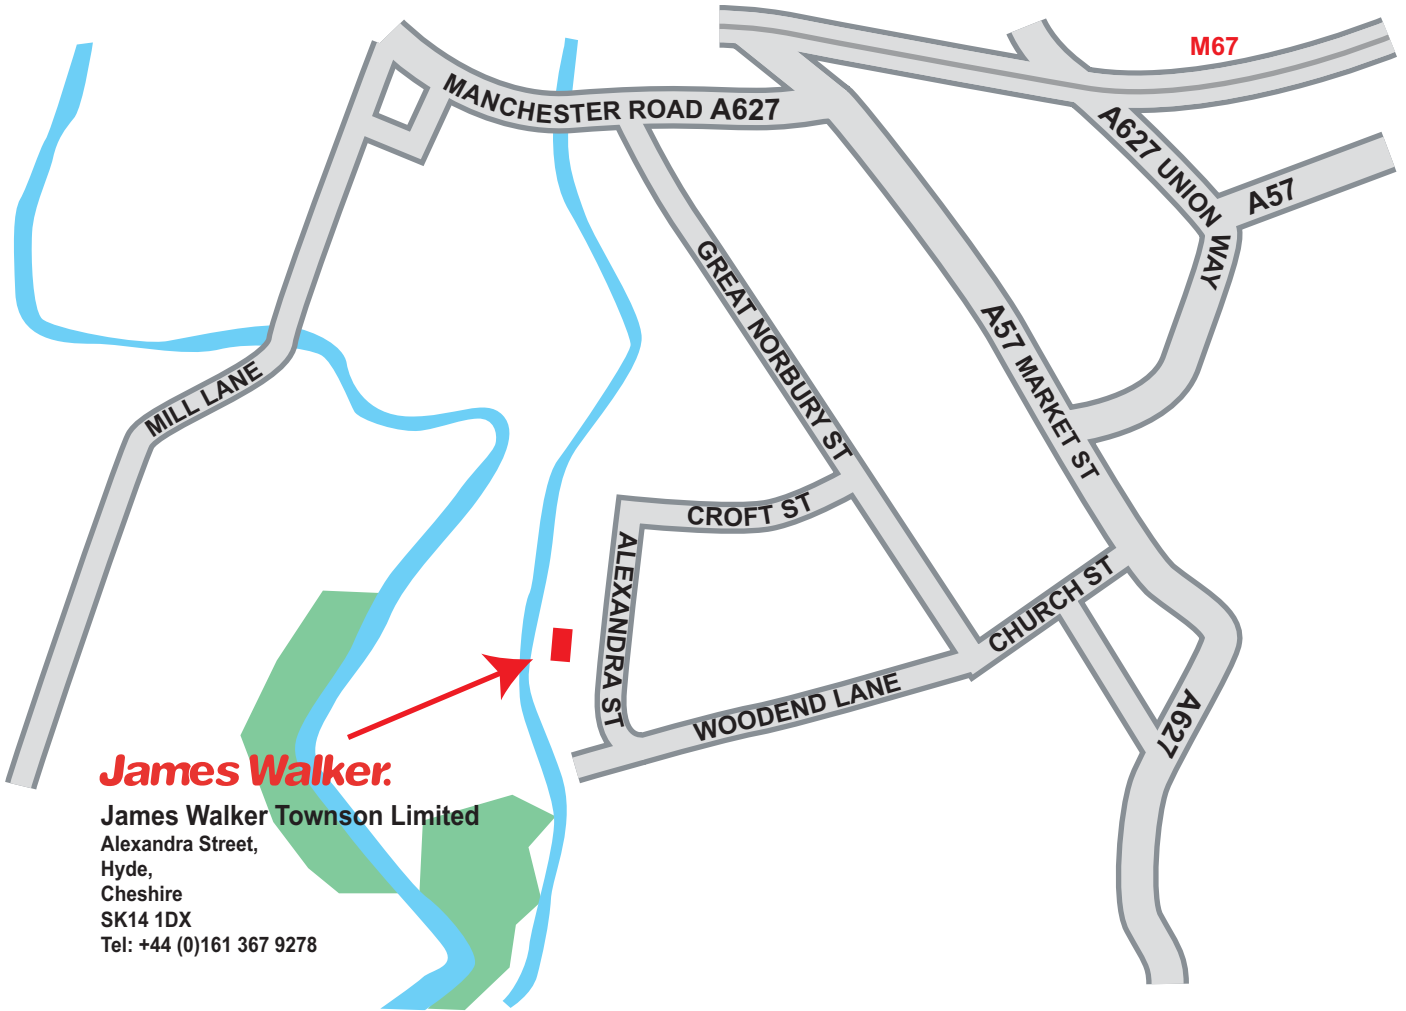 M67
MANCHESTER ROAD A627
A627 UNION WAY
A57
GREAT NORBURY ST
A57 MARKET ST
MILL LANE
CROFT ST
ALEXANDRA ST
CHURCH ST
WOODEND LANE
A627
James Walker.
James Walker Townson Limited
Alexandra Street,
Hyde,
Cheshire
SK14 1DX
Tel: +44 (0)161 367 9278